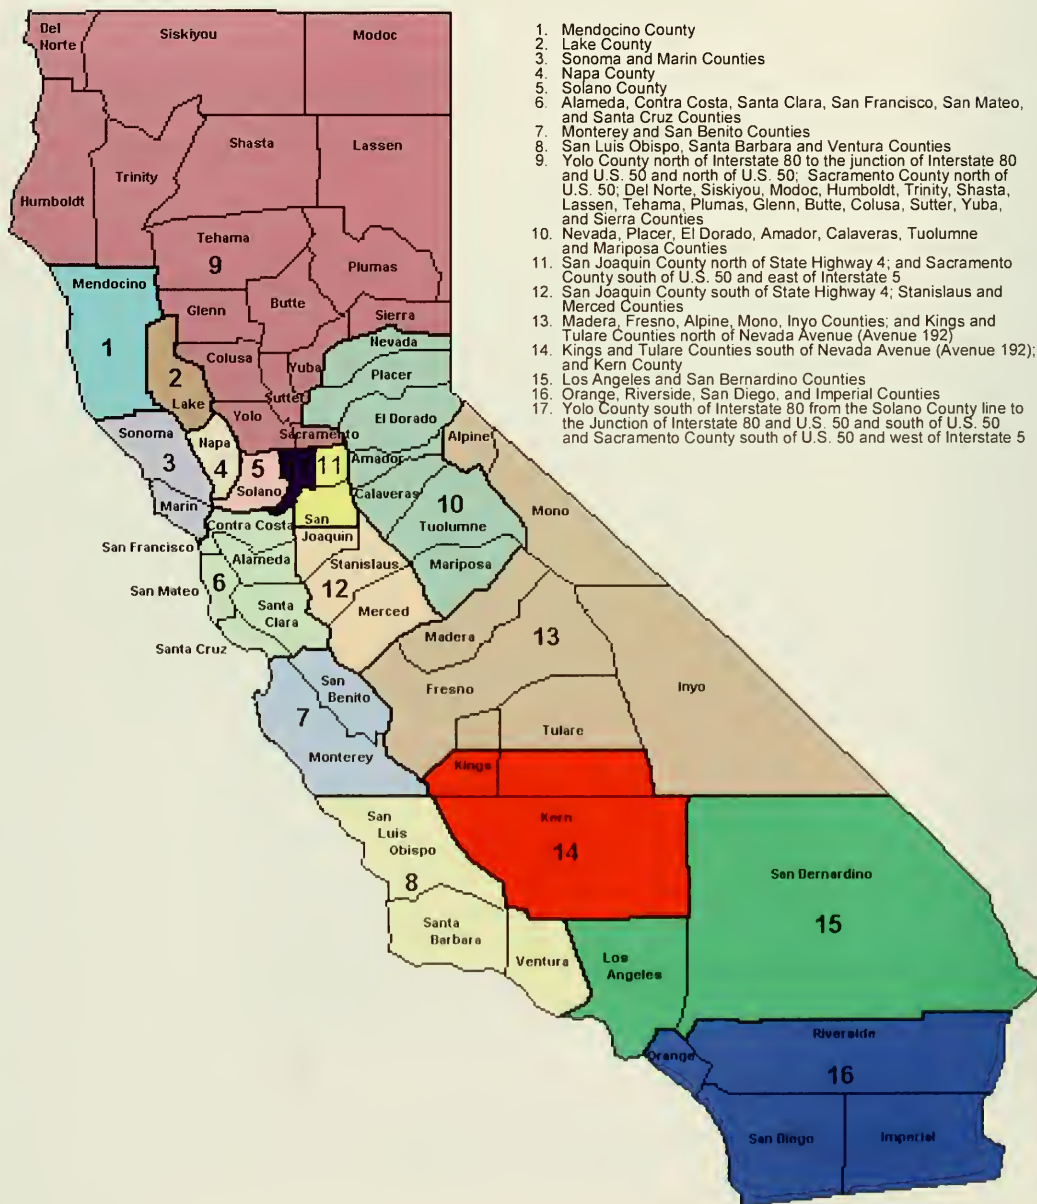 1. Mendocino County
2. Lake County
3. Sonoma and Marin Counties
4. Napa County
5. Solano County
6. Alameda, Contra Costa, Santa Clara, San Francisco, San Mateo,
and Santa Cruz Counties
7. Monterey and San Benito Counties
8. San Luis Obispo, Santa Barbara and Ventura Counties
9. Yolo County north of Interstate 80 to the junction of Interstate 80
and U.S. 50 and north of U.S. 50; Sacramento County north of
U.S. 50; Del Norte, Siskiyou, Modoc, Humboldt, Trinity, Shasta,
Lassen, Tehama, Plumas, Glenn, Butte, Colusa, Sutter, Yuba,
and Sierra Counties
10. Nevada, Placer, El Dorado, Amador, Calaveras, Tuolumne
and Mariposa Counties
11. San Joaquin County north of State Highway 4; and Sacramento
County south of U.S. 50 and east of Interstate 5
12. San Joaquin County south of State Highway 4; Stanislaus and
Merced Counties
13. Madera, Fresno, Alpine, Mono, Inyo Counties; and Kings and
Tulare Counties north of Nevada Avenue (Avenue 192)
14. Kings and Tulare Counties south of Nevada Avenue (Avenue 192);
and Kern County
15. Los Angeles and San Bernardino Counties
16. Orange, Riverside, San Diego, and Imperial Counties
17. Yolo County south of Interstate 80 from the Solano County line to
the Junction of Interstate 80 and U.S. 50 and south of U.S. 50
and Sacramento County south of U.S. 50 and west of Interstate 5
Del
Norte
Siskiyou
Modoc
Shasta
Lassen
Trinity
Humboldt
Tehama
9
Plumas
Mendocino
Butte
Glenn
Sierra
Nevada
1
Colusa
Yuba
2
Placer
Lake
Sutter
Yolo
El Dorado
Sonoma
Napa
Sacramento
Alpine
3
4
5
11
Amador
Solano
Calaveras
10
Marin
San
Mono
Contra Costa
Tuolumne
Joaquin
San Francisco
Alameda
Stanislaus
Mariposa
6
12
San Mateo
Santa
Clara
Merced
Madera
13
Santa Cruz
San
Benito
Fresno
Inyo
7
Tulare
Monterey
Kings
San
Luis
Obispo
Kern
14
8
San Bernardino
Santa
Barbara
15
Ventura
Los
Angeles
Riverside
Orange
16
San Diego
Imperial